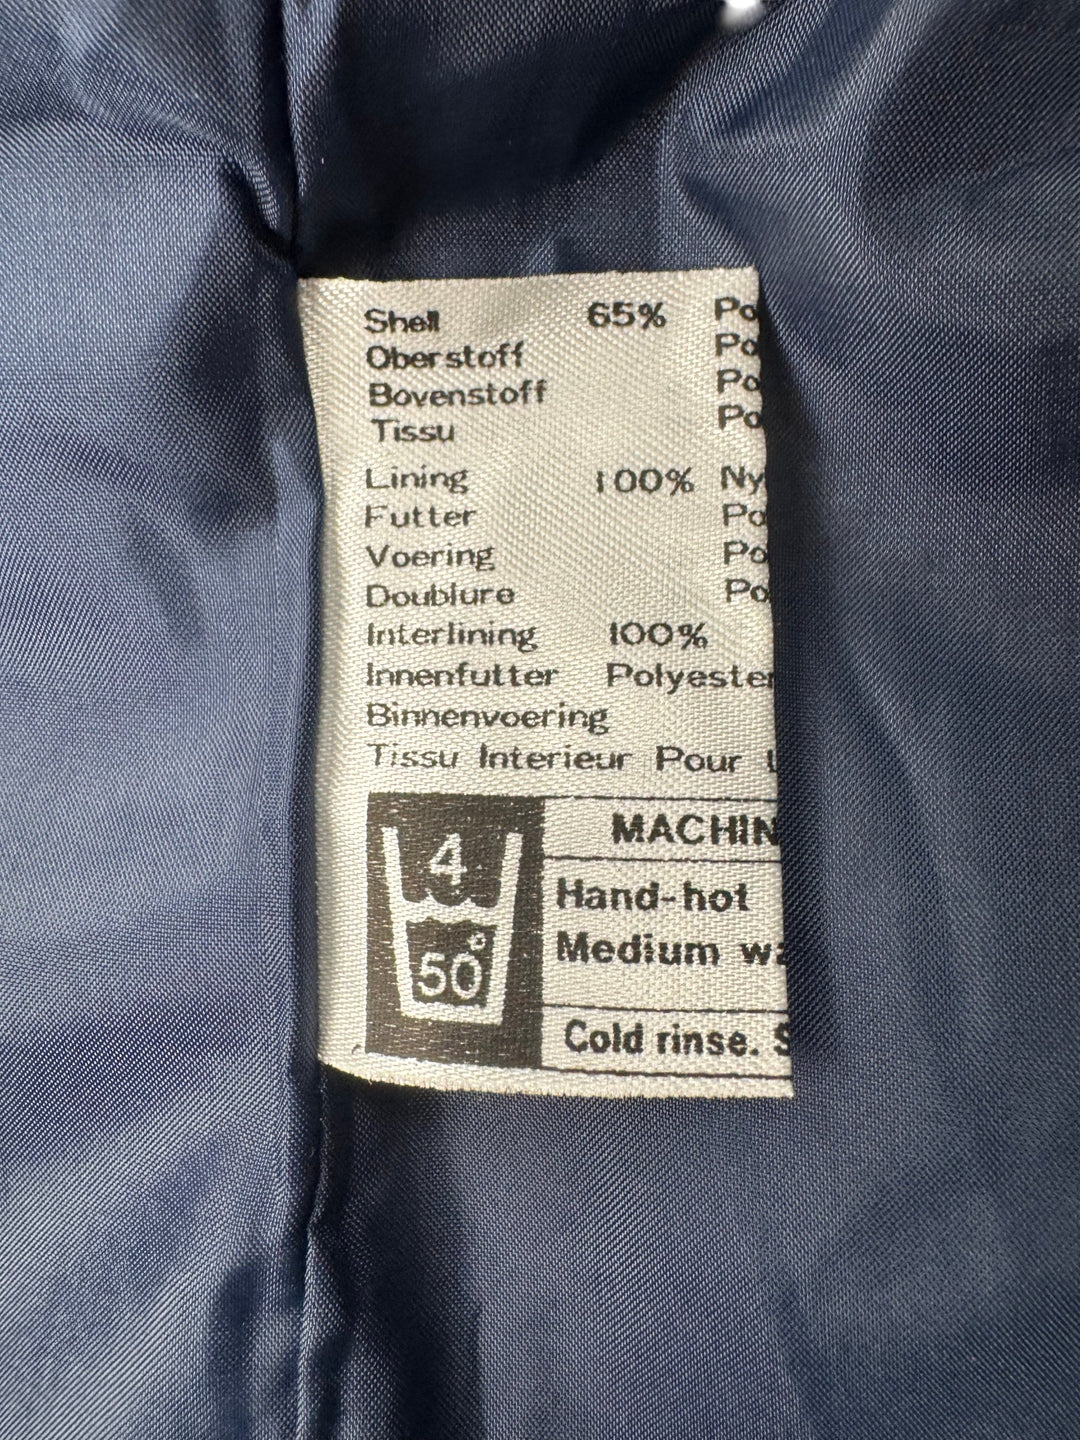 Shell 65% Po
Oberstoff Po
Bovenstoff Po
Tissu Po
Lining 100% Ny
Futter Po
Voering Po
Doublure Po
Interlining 100%
Innenfutter Polyester
Binnenvoering
Tissu Interieur Pour
MACHIN
4
50°
Hand-hot
Medium wa
Cold rinse. S